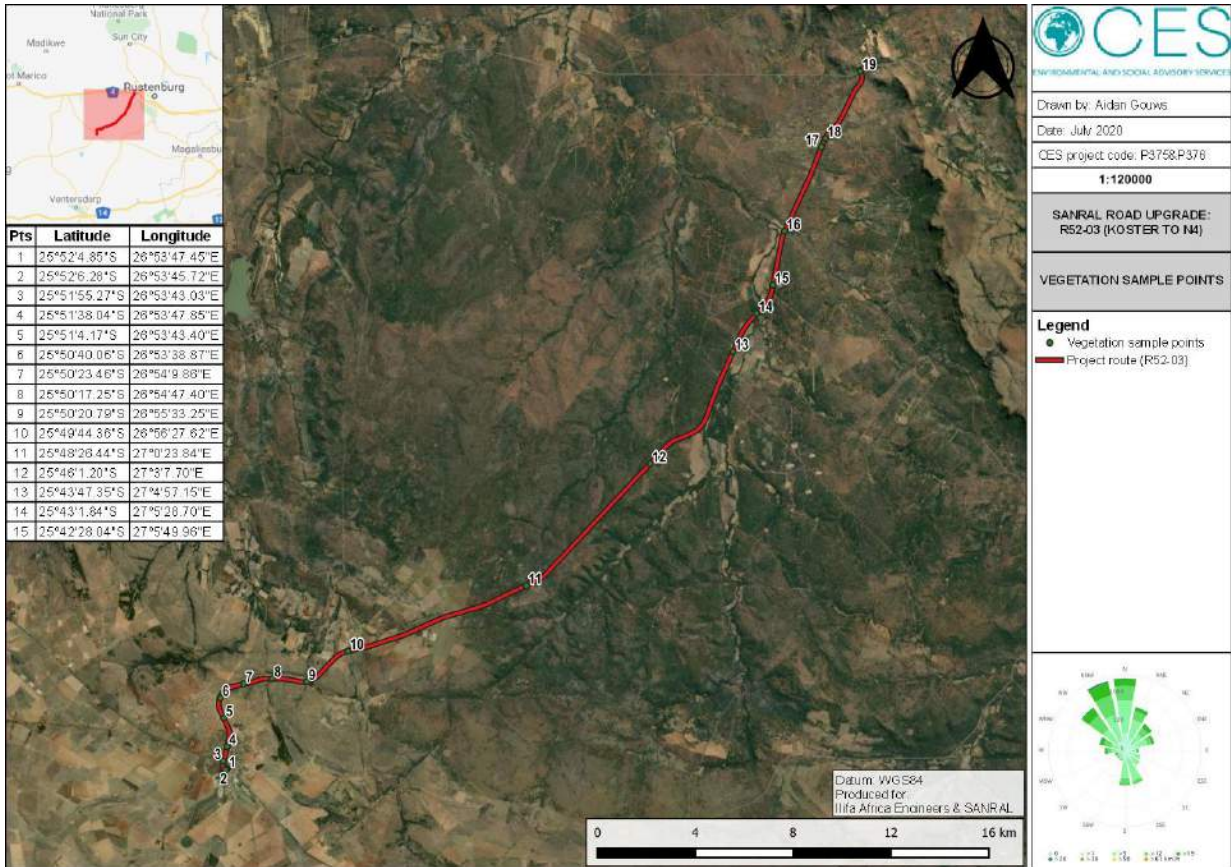 National Park
Sun City
Madikwe
ot Marico
4
Rustenburg
Magaliesbu
Ventersdorp
14
Pts Latitude Longitude
1 25°52'4.85"S 26°53'47.45"E
2 25°52'6.28"S 26°53'45.72"E
3 25°51'55.27"S 26°53'43.03"E
4 25°51'38.04"S 26°53'47.85"E
5 25°51'4.17"S 26°53'43.40"E
6 25°50'40.06"S 26°53'38.87"E
7 25°50'23.46"S 26°54'9.86"E
8 25°50'17.25"S 26°54'47.40"E
9 25°50'20.79"S 26°55'33.25"E
10 25°49'44.36"S 26°56'27.62"E
11 25°48'26.44"S 27°0'23.84"E
12 25°46'1.20"S 27°3'7.70"E
13 25°43'47.35"S 27°4'57.15"E
14 25°43'1.84"S 27°5'28.70"E
15 25°42'28.04"S 27°5'49.96"E
19
18
17
16
15
14
13
12
11
10
9
8
7
6
5
4
3
1
2
Datum: WGS84
Produced for:
Ilifa Africa Engineers & SANRAL
0 4 8 12 16 km
CES
ENVIRONMENTAL AND SOCIAL ADVISORY SERVICES
Drawn by: Aidan Gouws
Date: July 2020
CES project code: P375&P376
1:120000
SANRAL ROAD UPGRADE:
R52-03 (KOSTER TO N4)
VEGETATION SAMPLE POINTS
Legend
Vegetation sample points
Project route (R52-03)